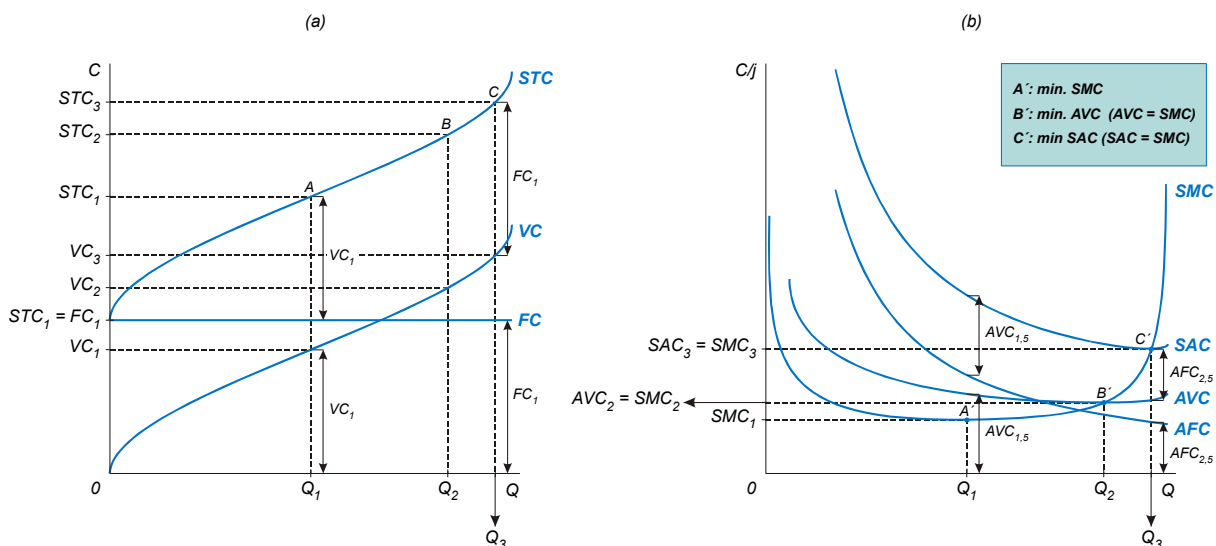 (a)
C
STC
STC₃
C
STC₂
B
FC₁
STC₁
A
VC
VC₃
VC₁
VC₂
STC₁ = FC₁
FC
VC₁
FC₁
VC₁
0
Q₁
Q₂
Q
Q₃
(b)
C/j
A´: min. SMC
B´: min. AVC (AVC = SMC)
C´: min SAC (SAC = SMC)
SMC
AVC₁,₅
SAC₃ = SMC₃
C´
SAC
AFC₂,₅
AVC₂ = SMC₂
B´
AVC
SMC₁
A´
AVC₁,₅
AFC
AFC₂,₅
0
Q₁
Q₂
Q
Q₃